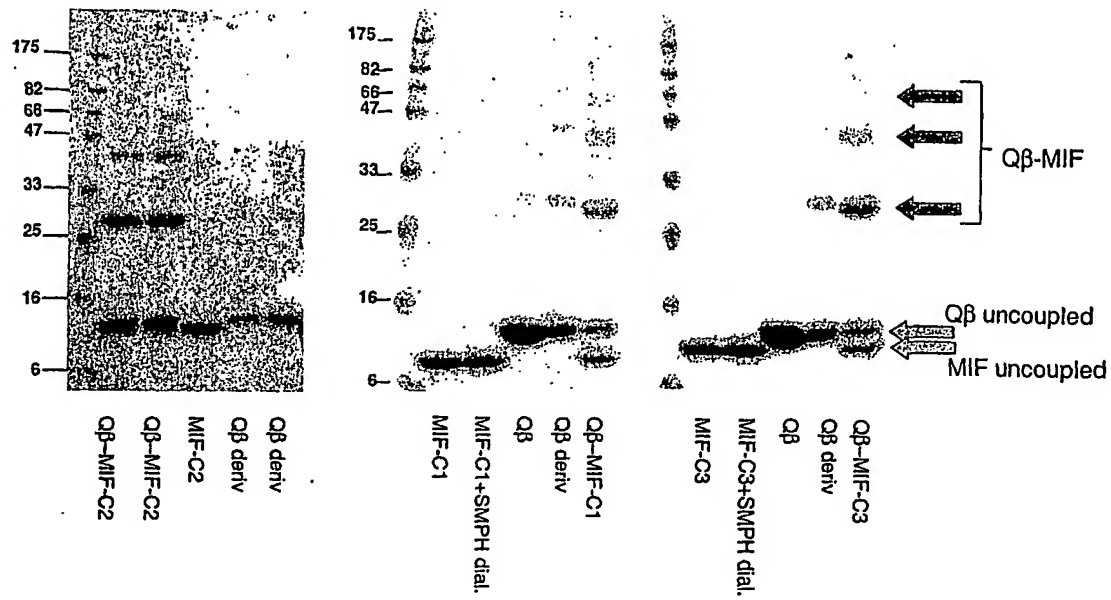 175
82
66
47
33
25
16
6
Qβ–MIF-C2
Qβ–MIF-C2
MIF-C2
Qβ deriv
Qβ deriv
175
82
66
47
33
25
16
6
MIF-C1
MIF-C1+SMPH dial.
Qβ
Qβ deriv
Qβ–MIF-C1
MIF-C3
MIF-C3+SMPH dial.
Qβ
Qβ deriv
Qβ–MIF-C3
Qβ-MIF
Qβ uncoupled
MIF uncoupled